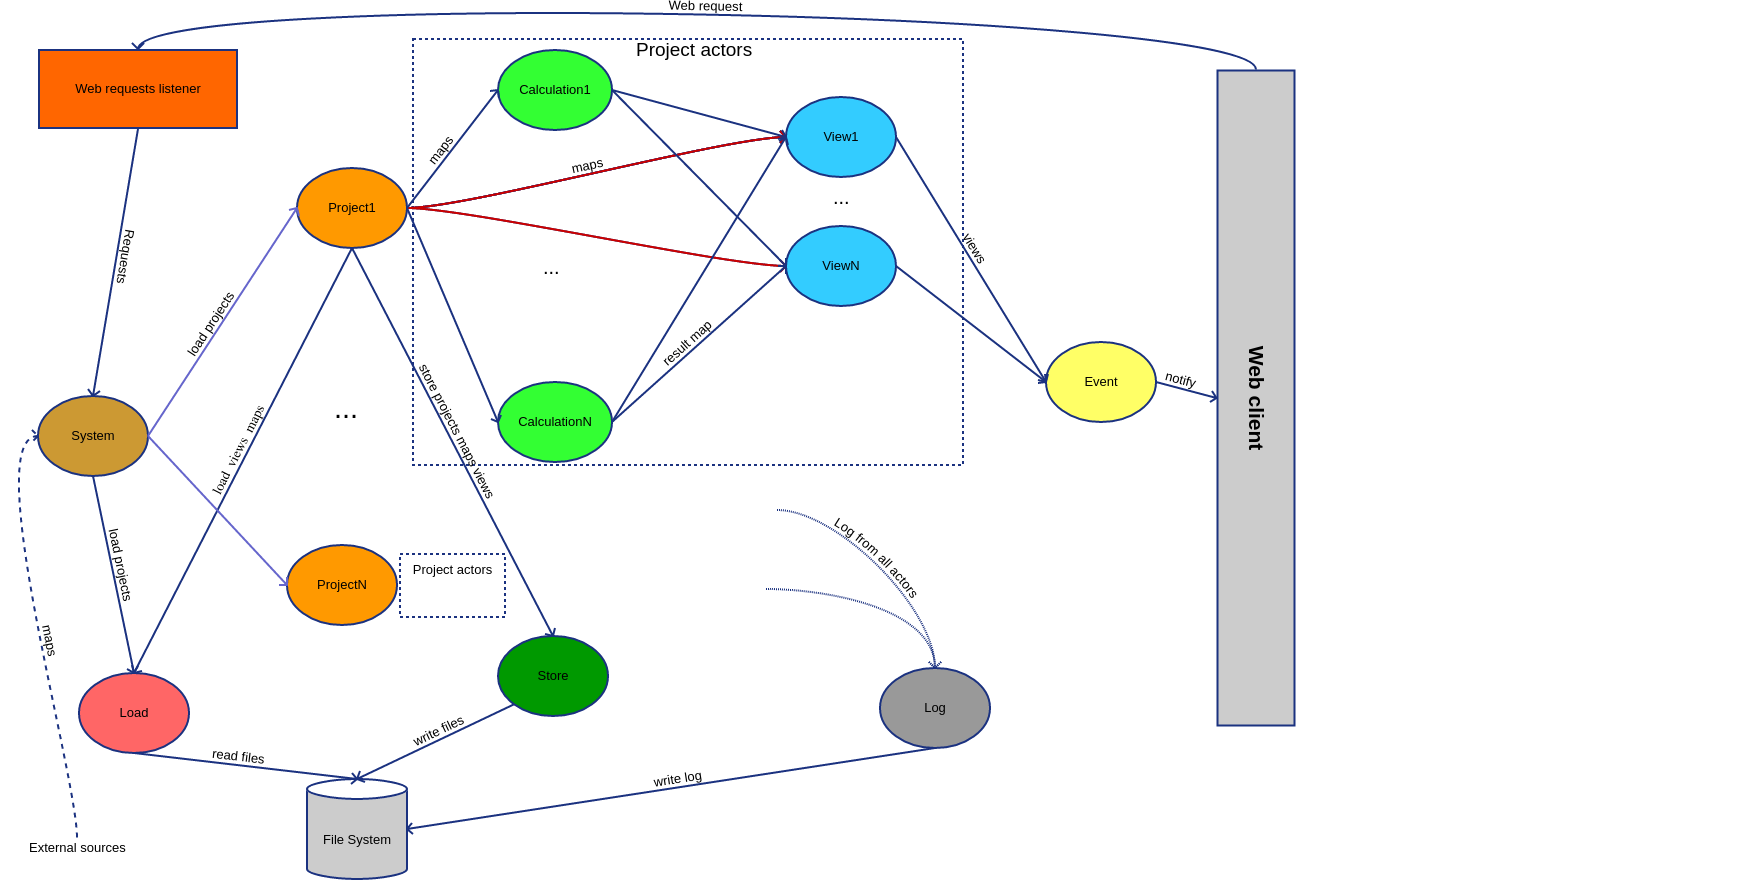 Web request
Web requests listener
Project actors
Calculation1
View1
maps
maps
Project1
...
Requests
views
ViewN
...
load projects
result map
Event
notify
Web client
store projects maps views
...
CalculationN
System
load views maps
load projects
Log from all actors
ProjectN
Project actors
maps
Store
Load
Log
write files
read files
write log
File System
External sources